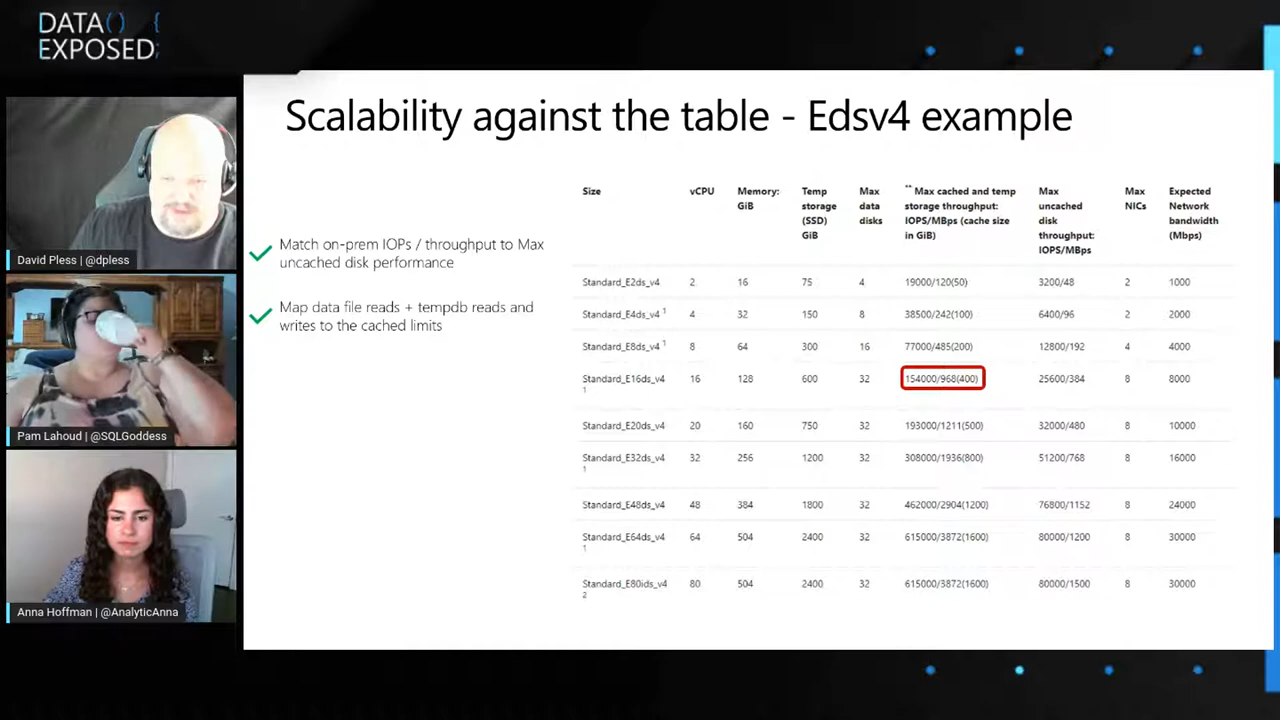 DATA() {
EXPOSED;
Scalability against the table - Edsv4 example
Match on-prem IOPs / throughput to Max
uncached disk performance
Map data file reads + tempdb reads and
writes to the cached limits
Size vCPU Memory: GiB Temp storage (SSD) GiB Max data disks ** Max cached and temp storage throughput: IOPS/MBps (cache size in GiB) Max uncached disk throughput: IOPS/MBps Max NICs Expected Network bandwidth (Mbps)
Standard_E2ds_v4 2 16 75 4 19000/120(50) 3200/48 2 1000
Standard_E4ds_v4 1 4 32 150 8 38500/242(100) 6400/96 2 2000
Standard_E8ds_v4 1 8 64 300 16 77000/485(200) 12800/192 4 4000
Standard_E16ds_v4 16 128 600 32 154000/968(400) 25600/384 8 8000
1
Standard_E20ds_v4 20 160 750 32 193000/1211(500) 32000/480 8 10000
Standard_E32ds_v4 32 256 1200 32 308000/1936(800) 51200/768 8 16000
1
Standard_E48ds_v4 48 384 1800 32 462000/2904(1200) 76800/1152 8 24000
Standard_E64ds_v4 64 504 2400 32 615000/3872(1600) 80000/1200 8 30000
1
Standard_E80ids_v4 80 504 2400 32 615000/3872(1600) 80000/1500 8 30000
2
David Pless | @dpless
Pam Lahoud | @SQLGoddess
Anna Hoffman | @AnalyticAnna